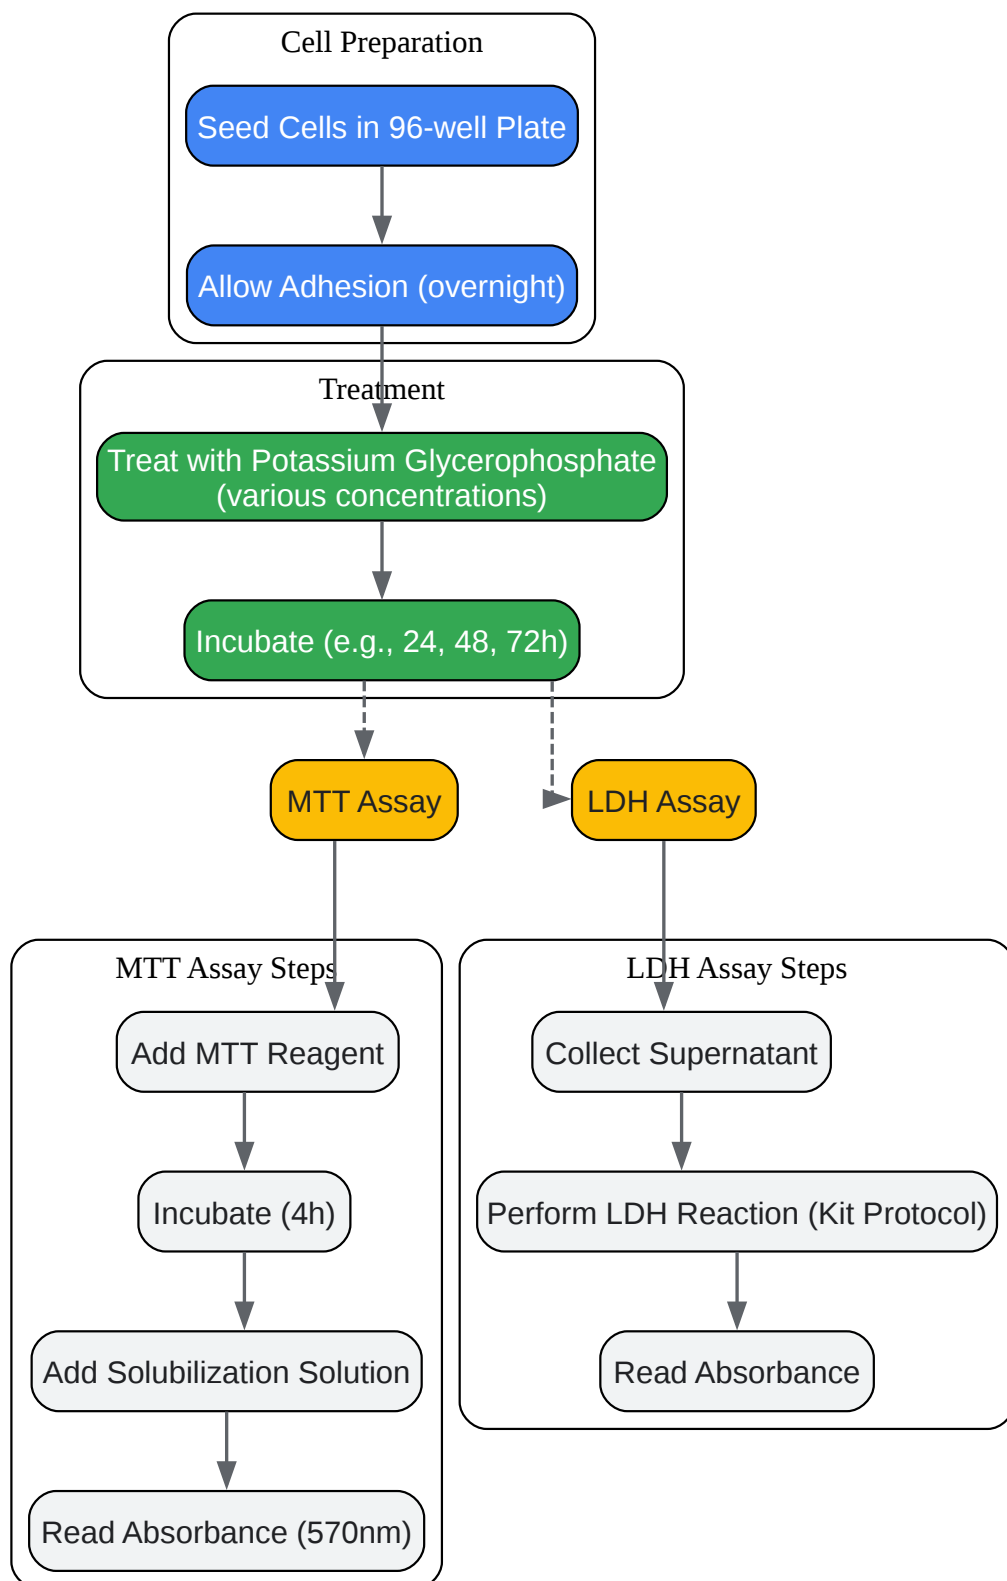 Cell Preparation
Seed Cells in 96-well Plate
Allow Adhesion (overnight)
Treatment
Treat with Potassium Glycerophosphate
(various concentrations)
Incubate (e.g., 24, 48, 72h)
MTT Assay
LDH Assay
MTT Assay Steps
Add MTT Reagent
Incubate (4h)
Add Solubilization Solution
Read Absorbance (570nm)
LDH Assay Steps
Collect Supernatant
Perform LDH Reaction (Kit Protocol)
Read Absorbance